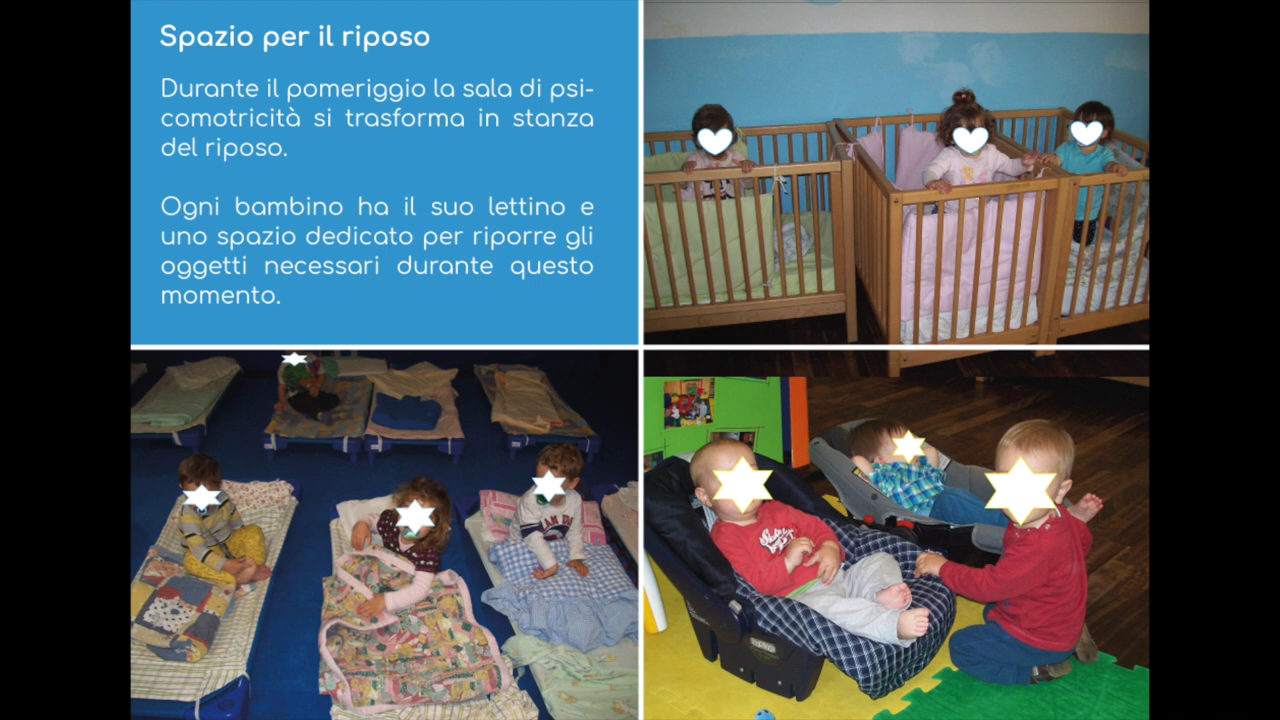 Spazio per il riposo
Durante il pomeriggio la sala di psi-
comotricità si trasforma in stanza
del riposo.
Ogni bambino ha il suo lettino e
uno spazio dedicato per riporre gli
oggetti necessari durante questo
momento.